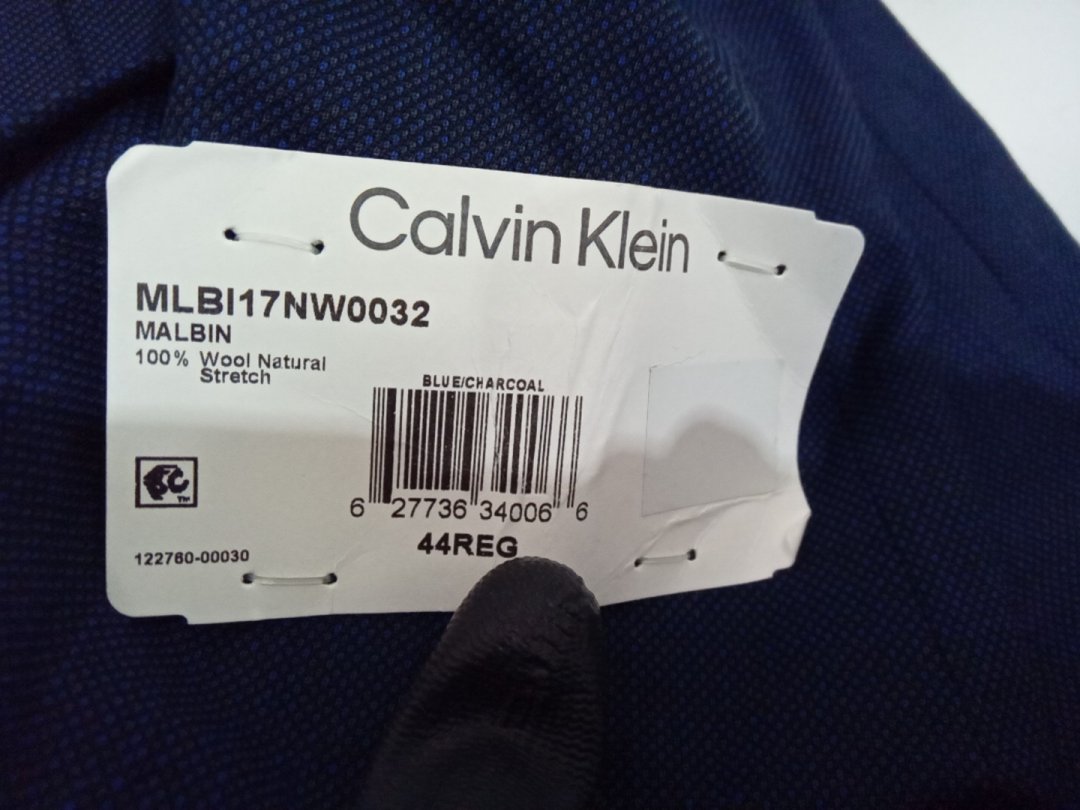 Calvin Klein
MLBI17NW0032
MALBIN
100% Wool Natural
Stretch
BLUE/CHARCOAL
6 27736 34006 6
44REG
122760-00030